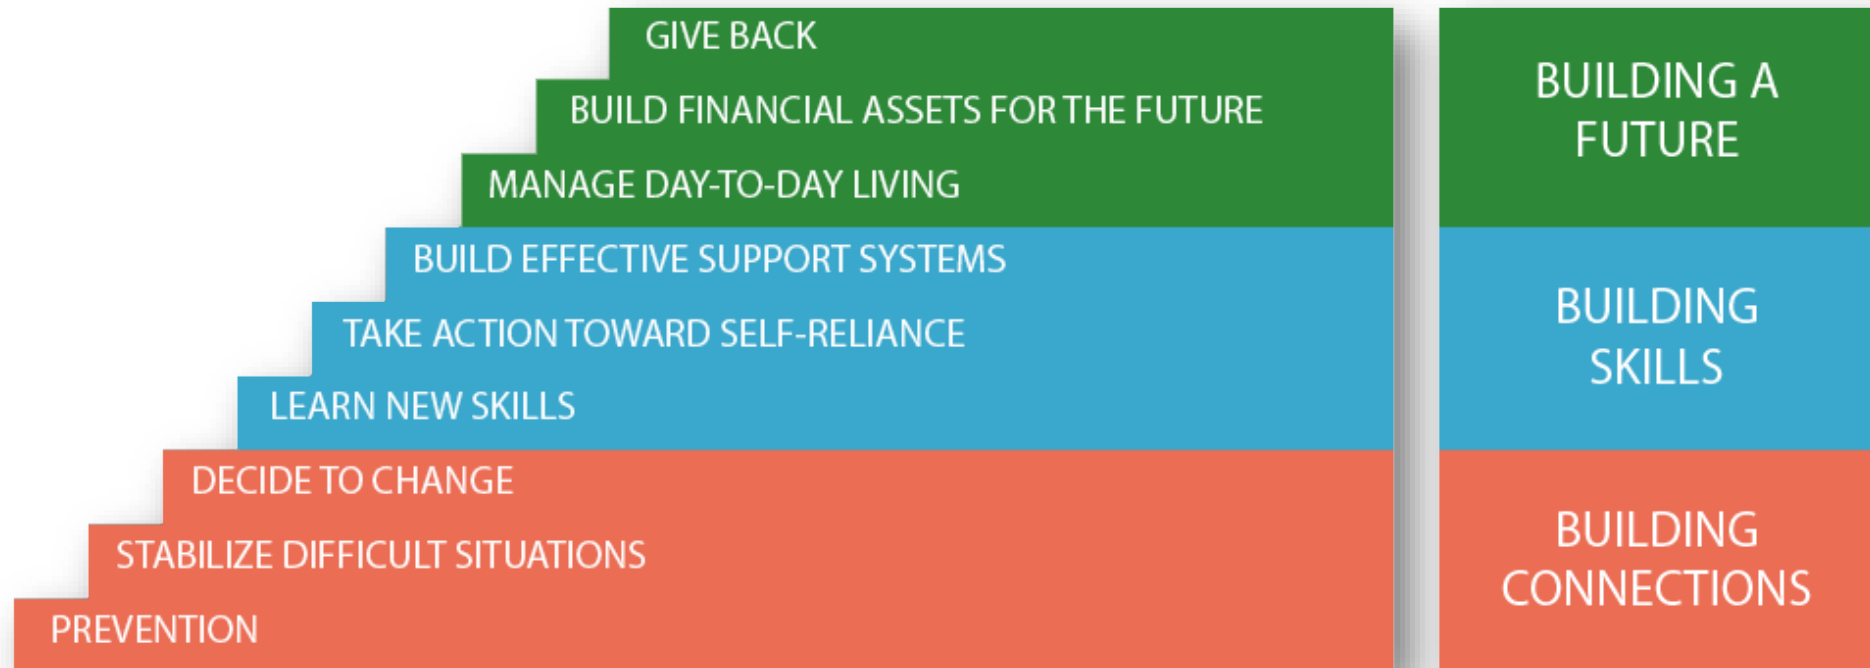 GIVE BACK
BUILD FINANCIAL ASSETS FOR THE FUTURE
MANAGE DAY-TO-DAY LIVING
BUILD EFFECTIVE SUPPORT SYSTEMS
TAKE ACTION TOWARD SELF-RELIANCE
LEARN NEW SKILLS
DECIDE TO CHANGE
STABILIZE DIFFICULT SITUATIONS
PREVENTION
BUILDING A
FUTURE
BUILDING
SKILLS
BUILDING
CONNECTIONS